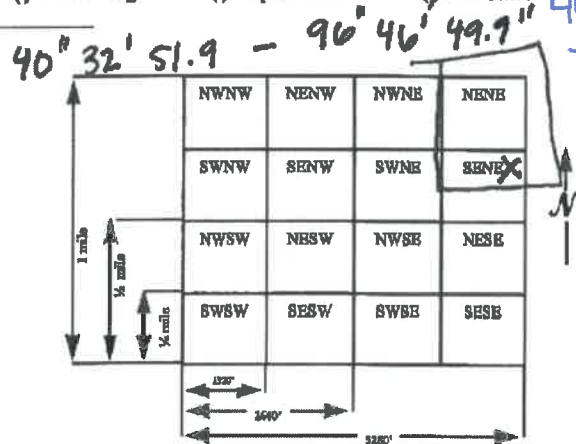 40" 32' 51.9 - 96" 46' 49.9"
NWNW NENW NWNE NENE
SWNW SENW SWNE SENE X
N
NWSW NESW NWSE NESE
SWSW SESW SWSE SESE
1 mile
½ mile
¼ mile
1320'
2640'
5280'